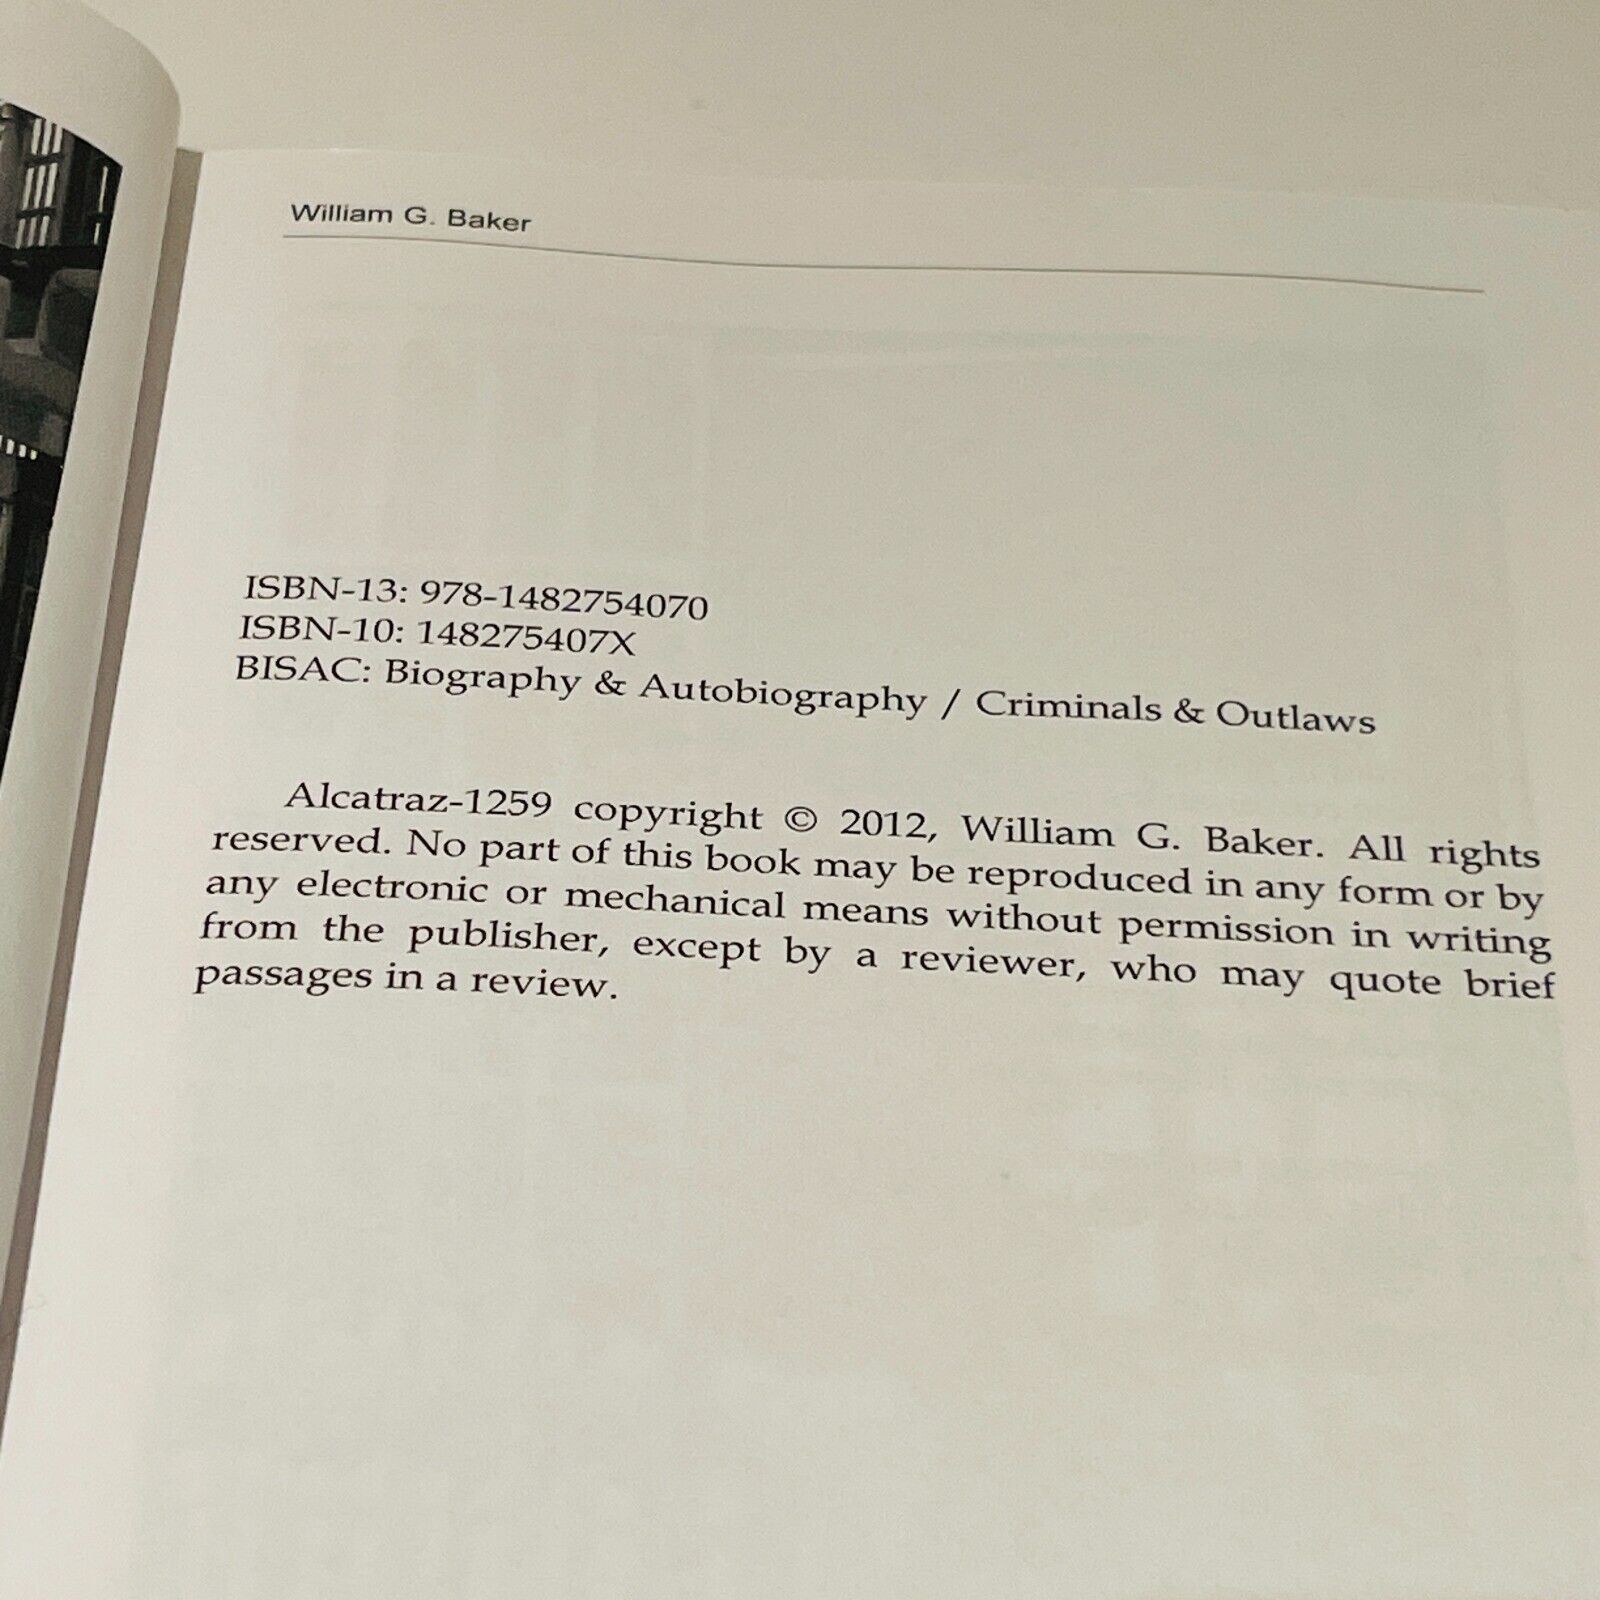 William G. Baker
ISBN-13: 978-1482754070
ISBN-10: 148275407X
BISAC: Biography & Autobiography / Criminals & Outlaws
Alcatraz-1259 copyright © 2012, William G. Baker. All rights
reserved. No part of this book may be reproduced in any form or by
any electronic or mechanical means without permission in writing
from the publisher, except by a reviewer, who may quote brief
passages in a review.